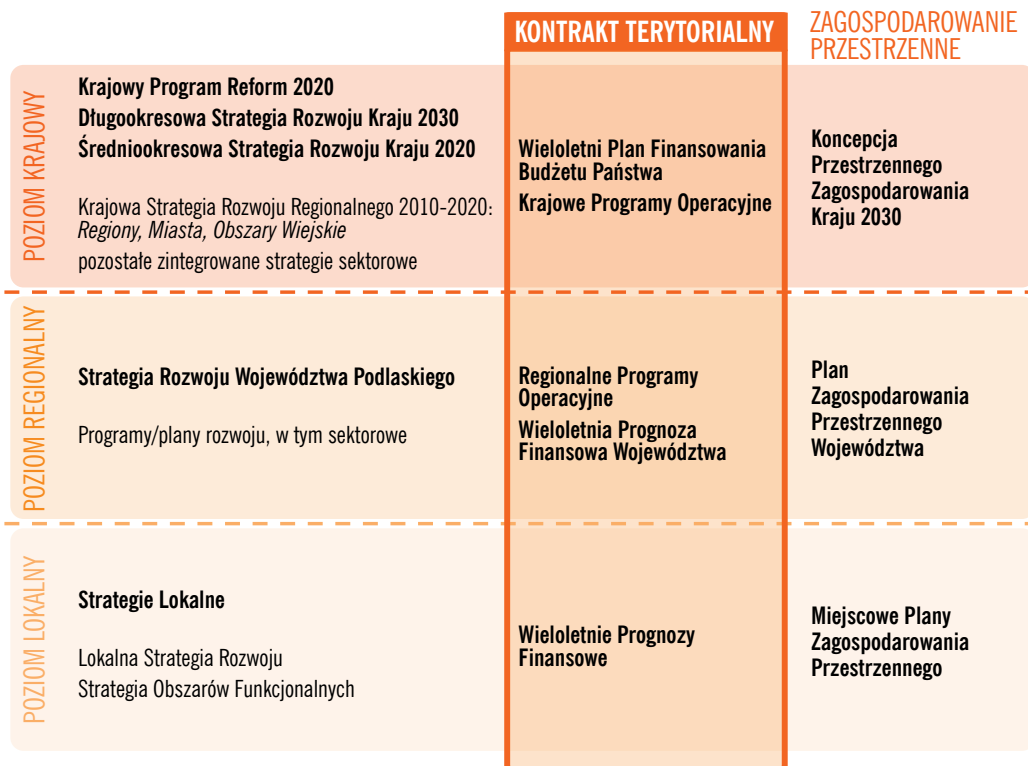 KONTRAKT TERYTORIALNY
ZAGOSPODAROWANIE
PRZESTRZENNE
POZIOM KRAJOWY
Krajowy Program Reform 2020
Długookresowa Strategia Rozwoju Kraju 2030
Średniookresowa Strategia Rozwoju Kraju 2020
Krajowa Strategia Rozwoju Regionalnego 2010-2020:
Regiony, Miasta, Obszary Wiejskie
pozostałe zintegrowane strategie sektorowe
Wieloletni Plan Finansowania
Budżetu Państwa
Krajowe Programy Operacyjne
Koncepcja
Przestrzennego
Zagospodarowania
Kraju 2030
POZIOM REGIONALNY
Strategia Rozwoju Województwa Podlaskiego
Programy/plany rozwoju, w tym sektorowe
Regionalne Programy
Operacyjne
Wieloletnia Prognoza
Finansowa Województwa
Plan
Zagospodarowania
Przestrzennego
Województwa
POZIOM LOKALNY
Strategie Lokalne
Lokalna Strategia Rozwoju
Strategia Obszarów Funkcjonalnych
Wieloletnie Prognozy
Finansowe
Miejscowe Plany
Zagospodarowania
Przestrzennego